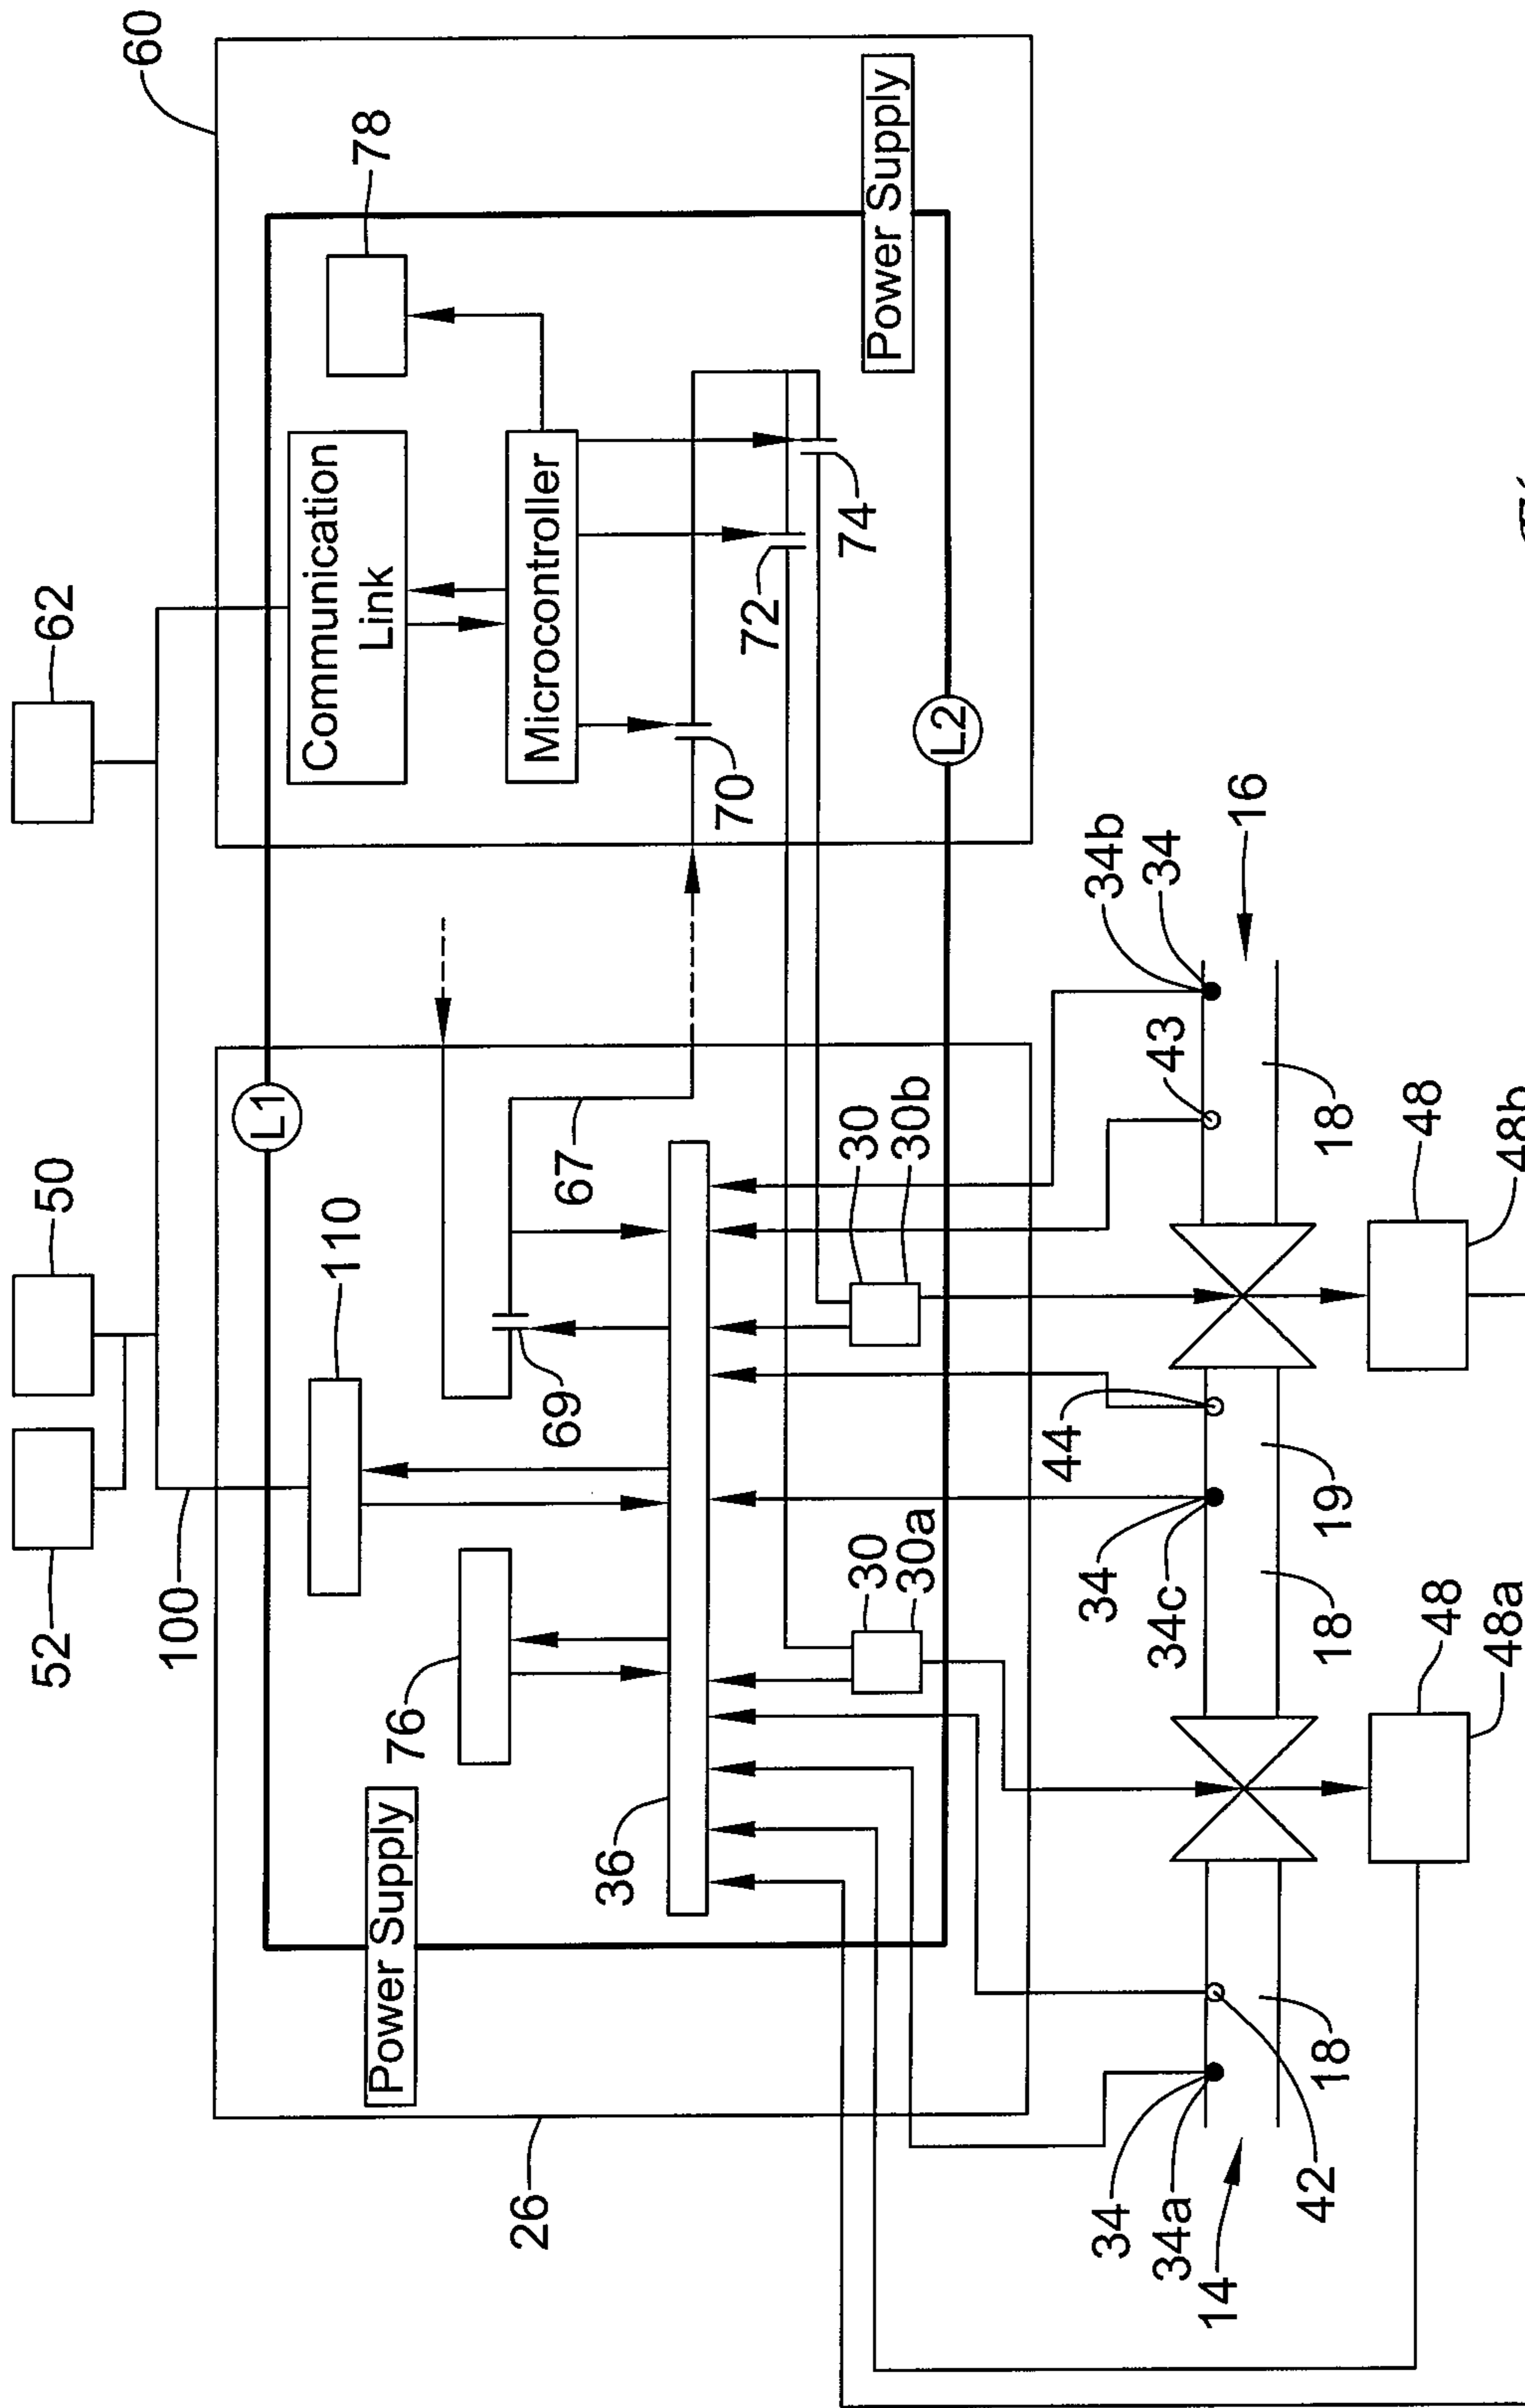 52
50
62
60
100
L1
110
78
Communication
Link
Power Supply
76
26
Microcontroller
69
67
36
70
72
74
30
30a
30
30b
Power Supply
L2
34
34a
14
42
34
34c
44
43
34b
34
16
18
18
19
18
48
48a
48
48b